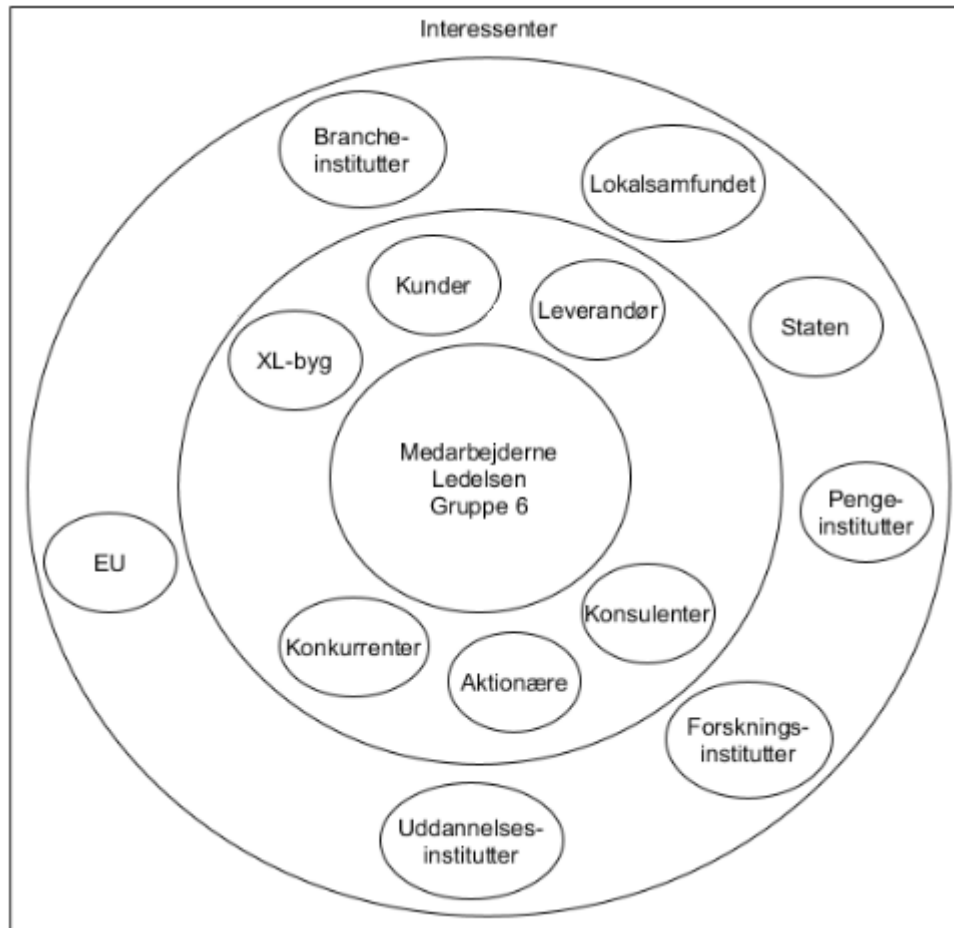 Interessenter
Branche-
institutter
Lokalsamfundet
Kunder
Leverandør
Staten
XL-byg
Medarbejderne
Ledelsen
Gruppe 6
Penge-
institutter
EU
Konsulenter
Konkurrenter
Aktionære
Forsknings-
institutter
Uddannelses-
institutter